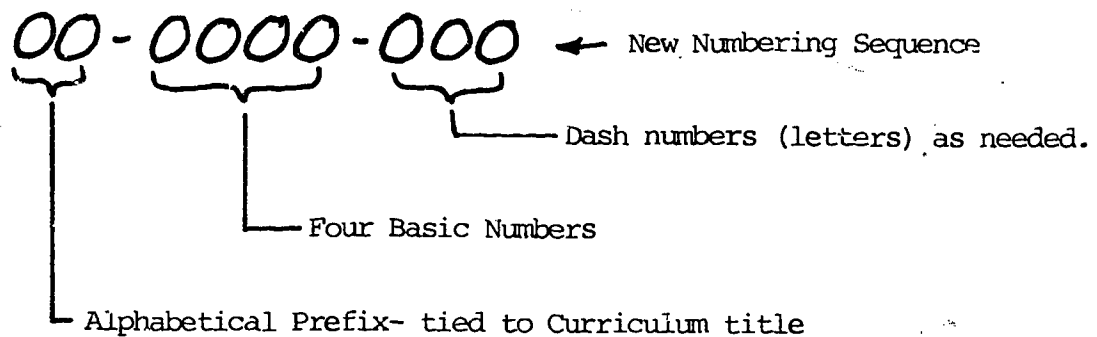 00-0000-000 New Numbering Sequence
Dash numbers (letters) as needed.
Four Basic Numbers
Alphabetical Prefix- tied to Curriculum title